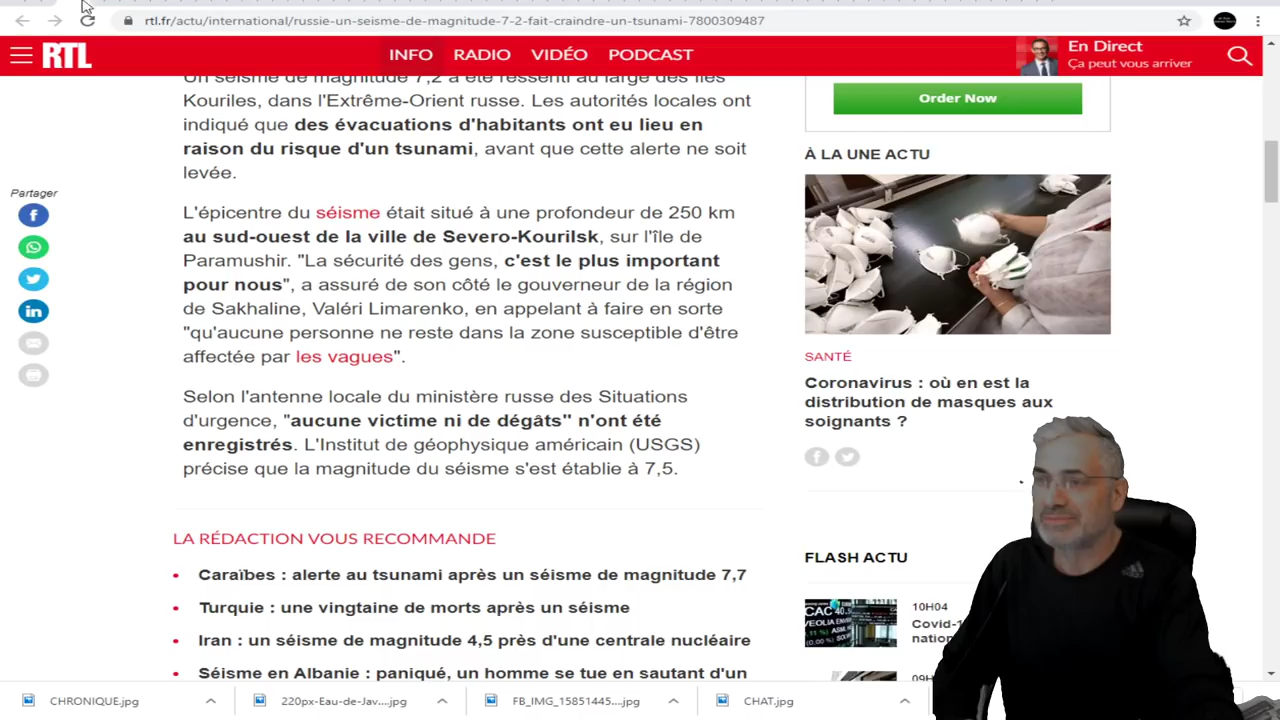 rtl.fr/actu/international/russie-un-seisme-de-magnitude-7-2-fait-craindre-un-tsunami-7800309487
RTL
INFO RADIO VIDÉO PODCAST
En Direct
Ça peut vous arriver
Un séisme de magnitude 7,2 a été ressenti au large des îles
Kouriles, dans l'Extrême-Orient russe. Les autorités locales ont
indiqué que des évacuations d'habitants ont eu lieu en
raison du risque d'un tsunami, avant que cette alerte ne soit
levée.
Partager
L'épicentre du séisme était situé à une profondeur de 250 km
au sud-ouest de la ville de Severo-Kourilsk, sur l'île de
Paramushir. "La sécurité des gens, c'est le plus important
pour nous", a assuré de son côté le gouverneur de la région
de Sakhaline, Valéri Limarenko, en appelant à faire en sorte
"qu'aucune personne ne reste dans la zone susceptible d'être
affectée par les vagues".
Selon l'antenne locale du ministère russe des Situations
d'urgence, "aucune victime ni de dégâts" n'ont été
enregistrés. L'Institut de géophysique américain (USGS)
précise que la magnitude du séisme s'est établie à 7,5.
LA RÉDACTION VOUS RECOMMANDE
Caraïbes : alerte au tsunami après un séisme de magnitude 7,7
Turquie : une vingtaine de morts après un séisme
Iran : un séisme de magnitude 4,5 près d'une centrale nucléaire
Séisme en Albanie : paniqué, un homme se tue en sautant d'un
Order Now
À LA UNE ACTU
SANTÉ
Coronavirus : où en est la
distribution de masques aux
soignants ?
FLASH ACTU
CAC 40
10H04
Covid-1
nation
CHRONIQUE.jpg
220px-Eau-de-Jav....jpg
FB_IMG_15851445....jpg
CHAT.jpg
adidas